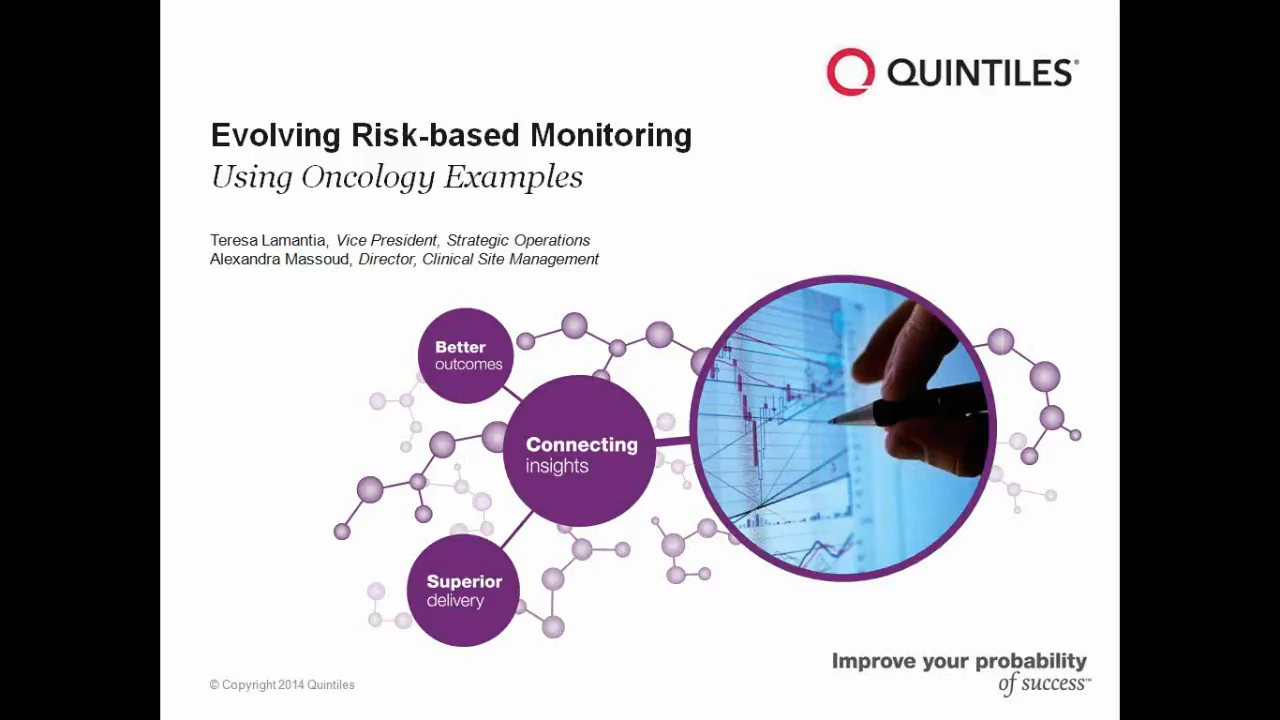 QUINTILES®
Evolving Risk-based Monitoring
Using Oncology Examples
Teresa Lamantia, Vice President, Strategic Operations
Alexandra Massoud, Director, Clinical Site Management
Better
outcomes
Connecting
insights
Superior
delivery
Improve your probability
of success™
© Copyright 2014 Quintiles